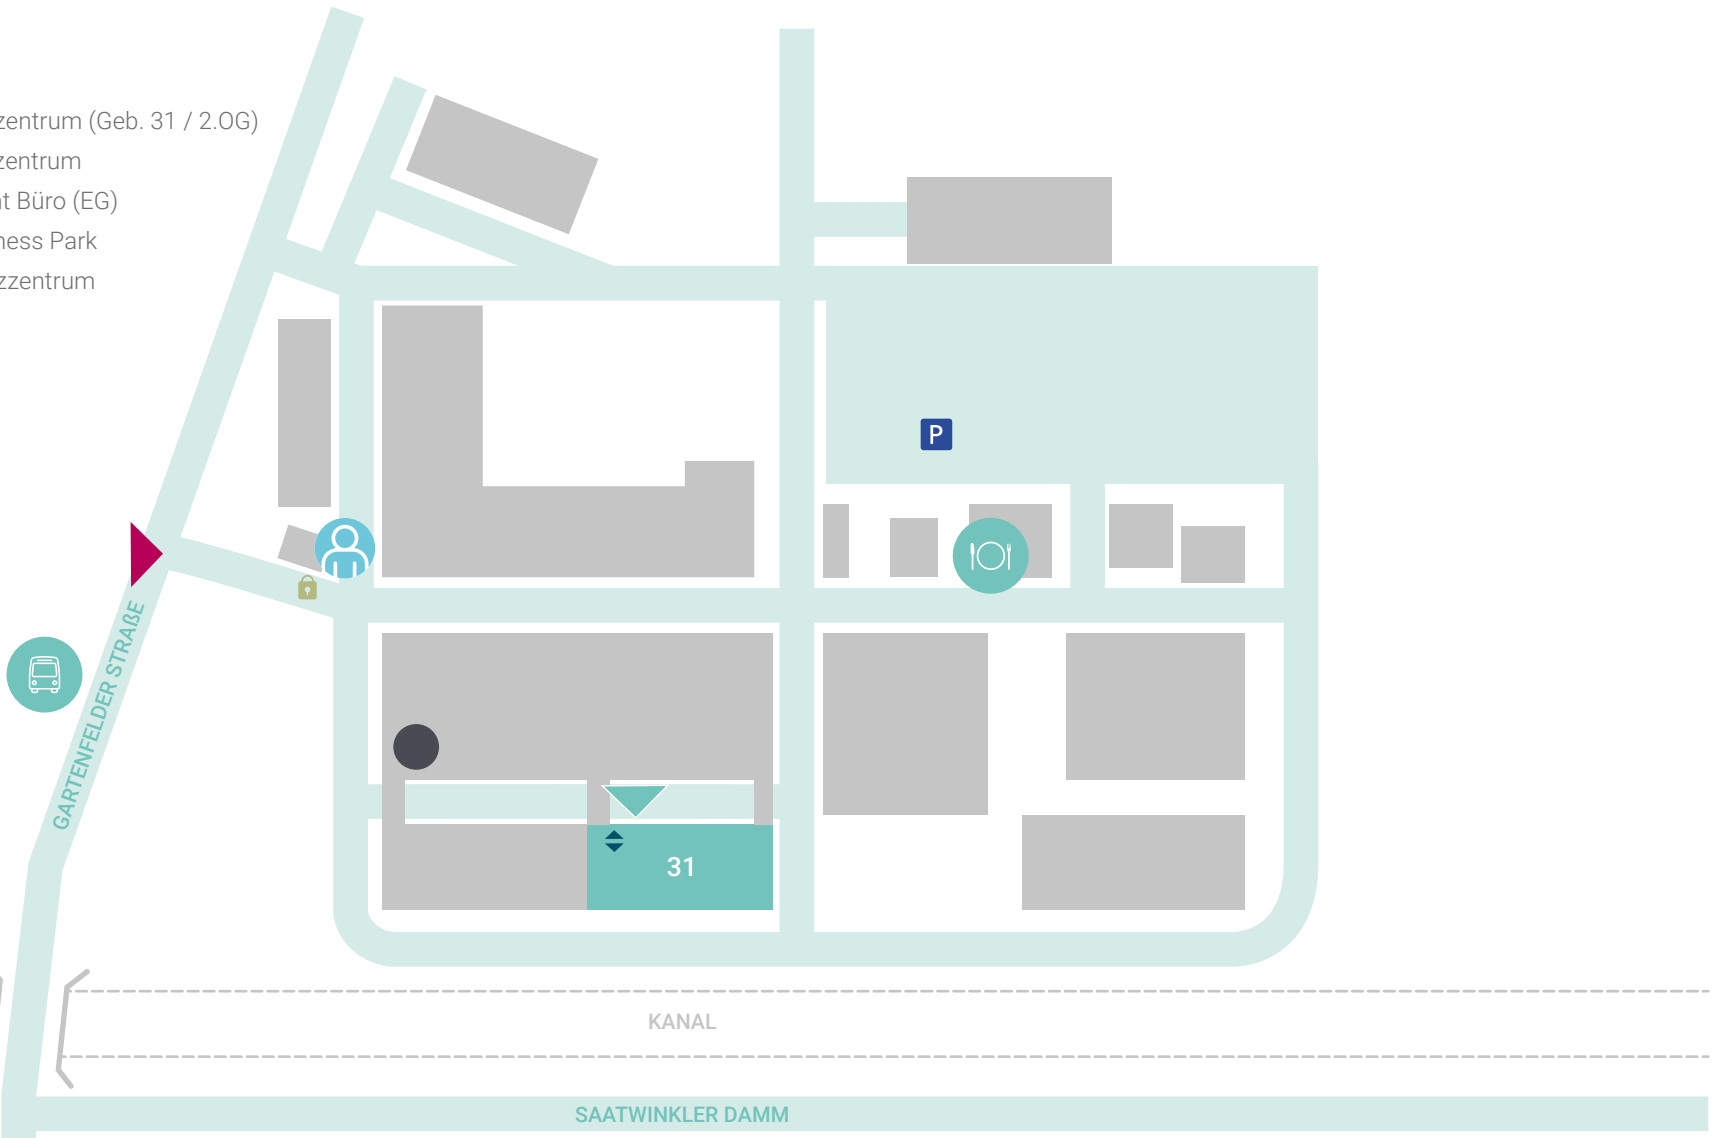 zentrum (Geb. 31 / 2.OG)
zentrum
t Büro (EG)
ness Park
zzentrum
P
GARTENFELDER STRAßE
31
KANAL
SAATWINKLER DAMM